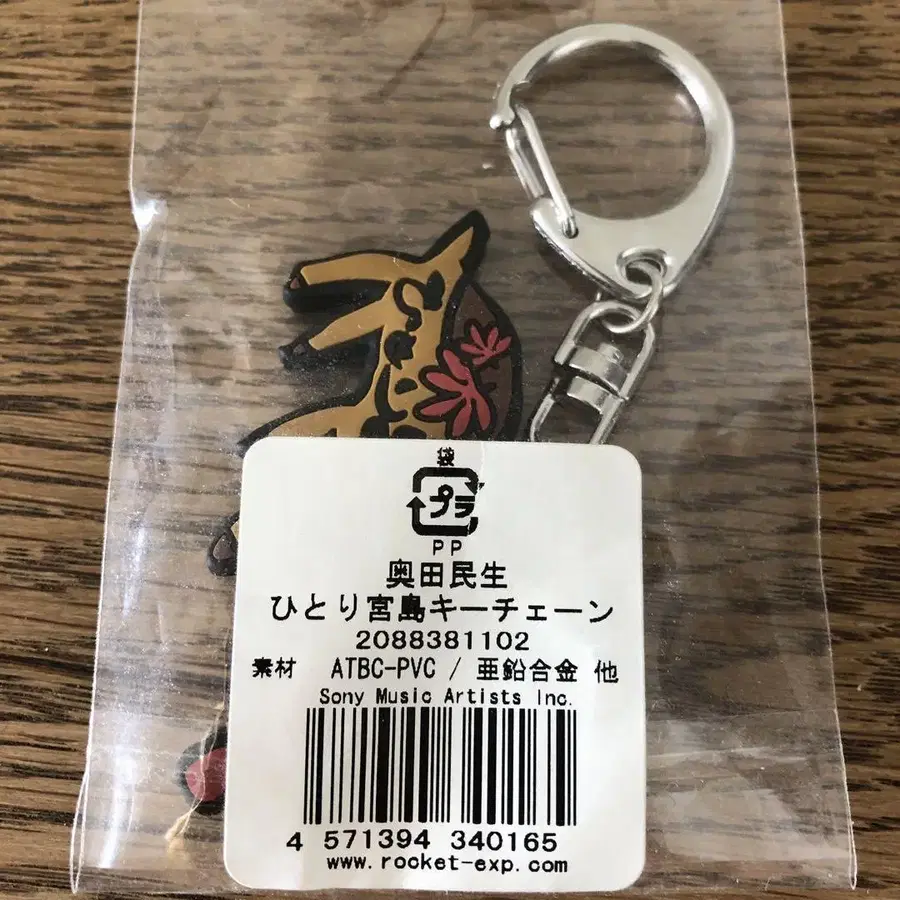 袋
プラ
PP
奥田民生
ひとり宮島キーチェーン
2088381102
素材 ATBC-PVC / 亜鉛合金 他
Sony Music Artists Inc.
4 571394 340165
www.rocket-exp.com